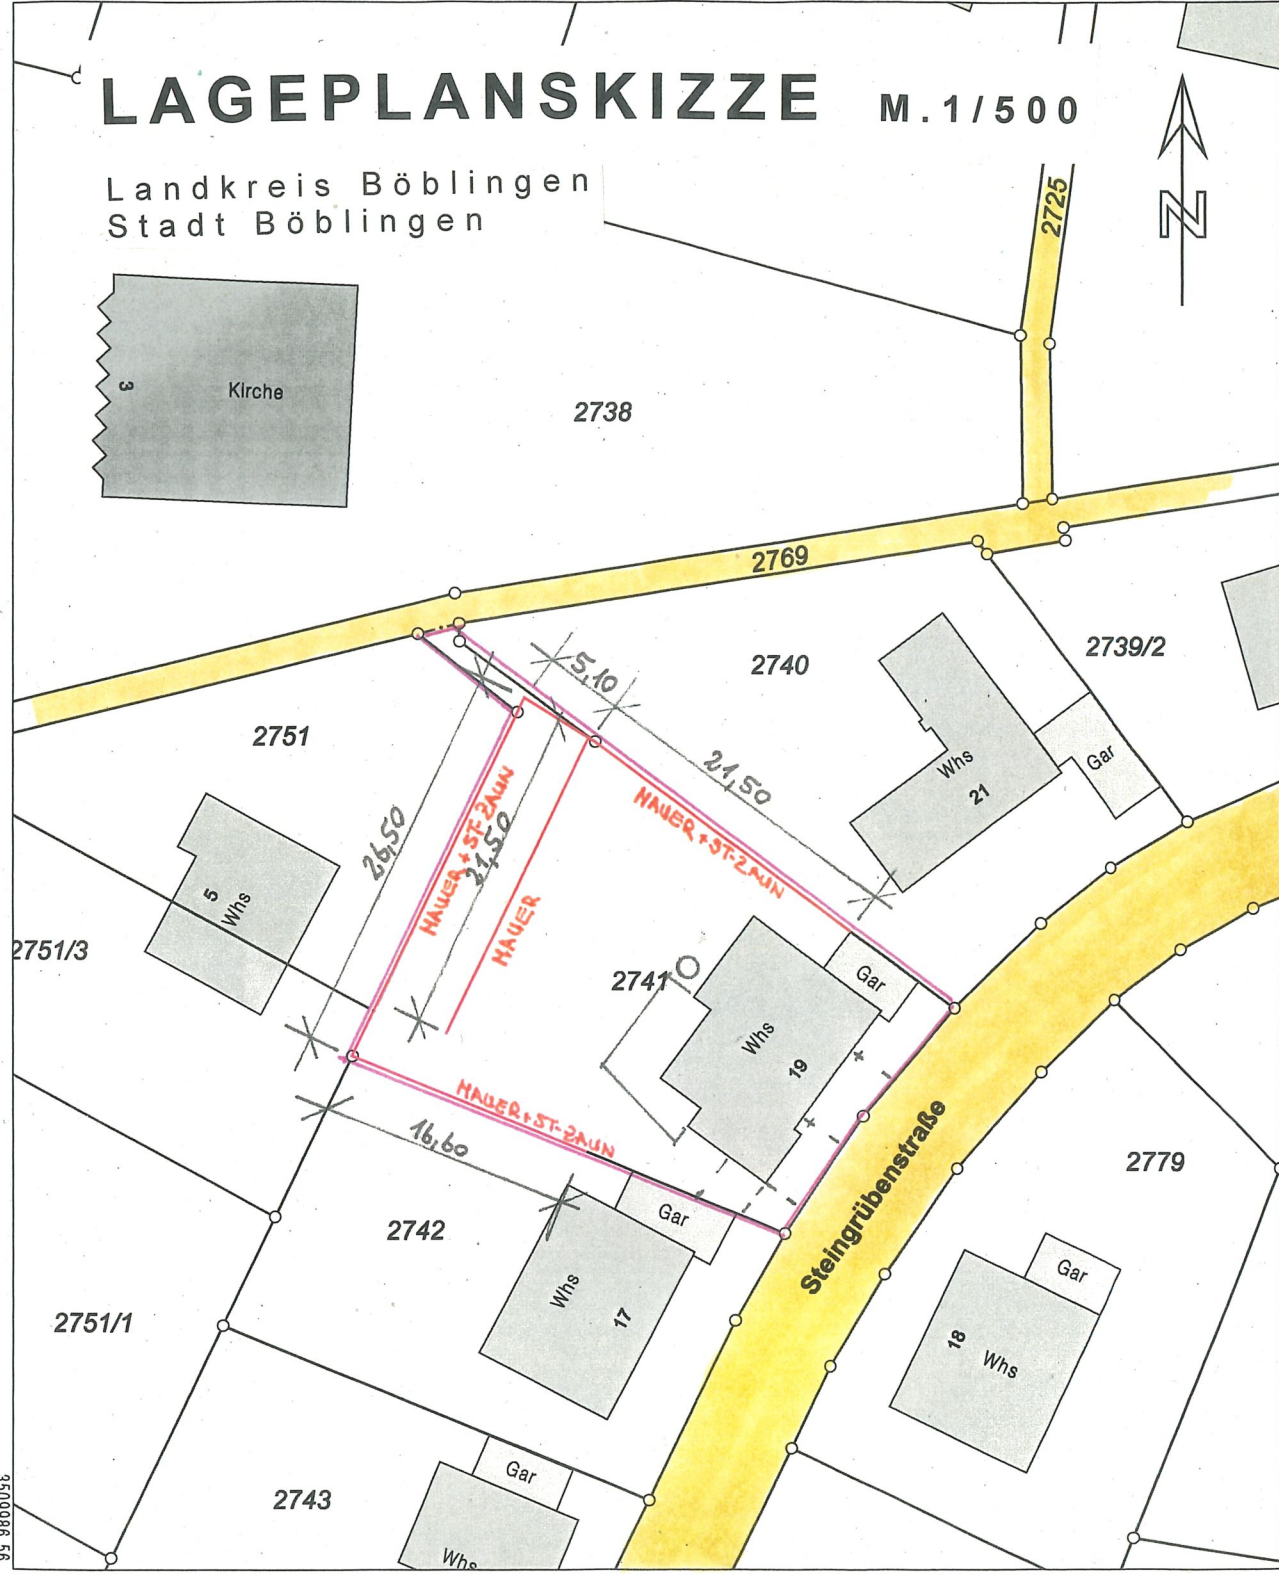 LAGEPLANSKIZZE M.1/500
Landkreis Böblingen
Stadt Böblingen
2725
N
3
Kirche
2738
2769
2740
2739/2
5,10
2751
21,50
Whs
21
Gar
MAUER + ST-ZAUN
26,50
MAUER + ST-ZAUN
21,50
MAUER
5
Whs
2751/3
2741
Gar
Whs
19
MAUER + ST-ZAUN
16,60
2742
Gar
Steingrübenstraße
2779
Whs
17
2751/1
Gar
18
Whs
2743
Gar
Whs